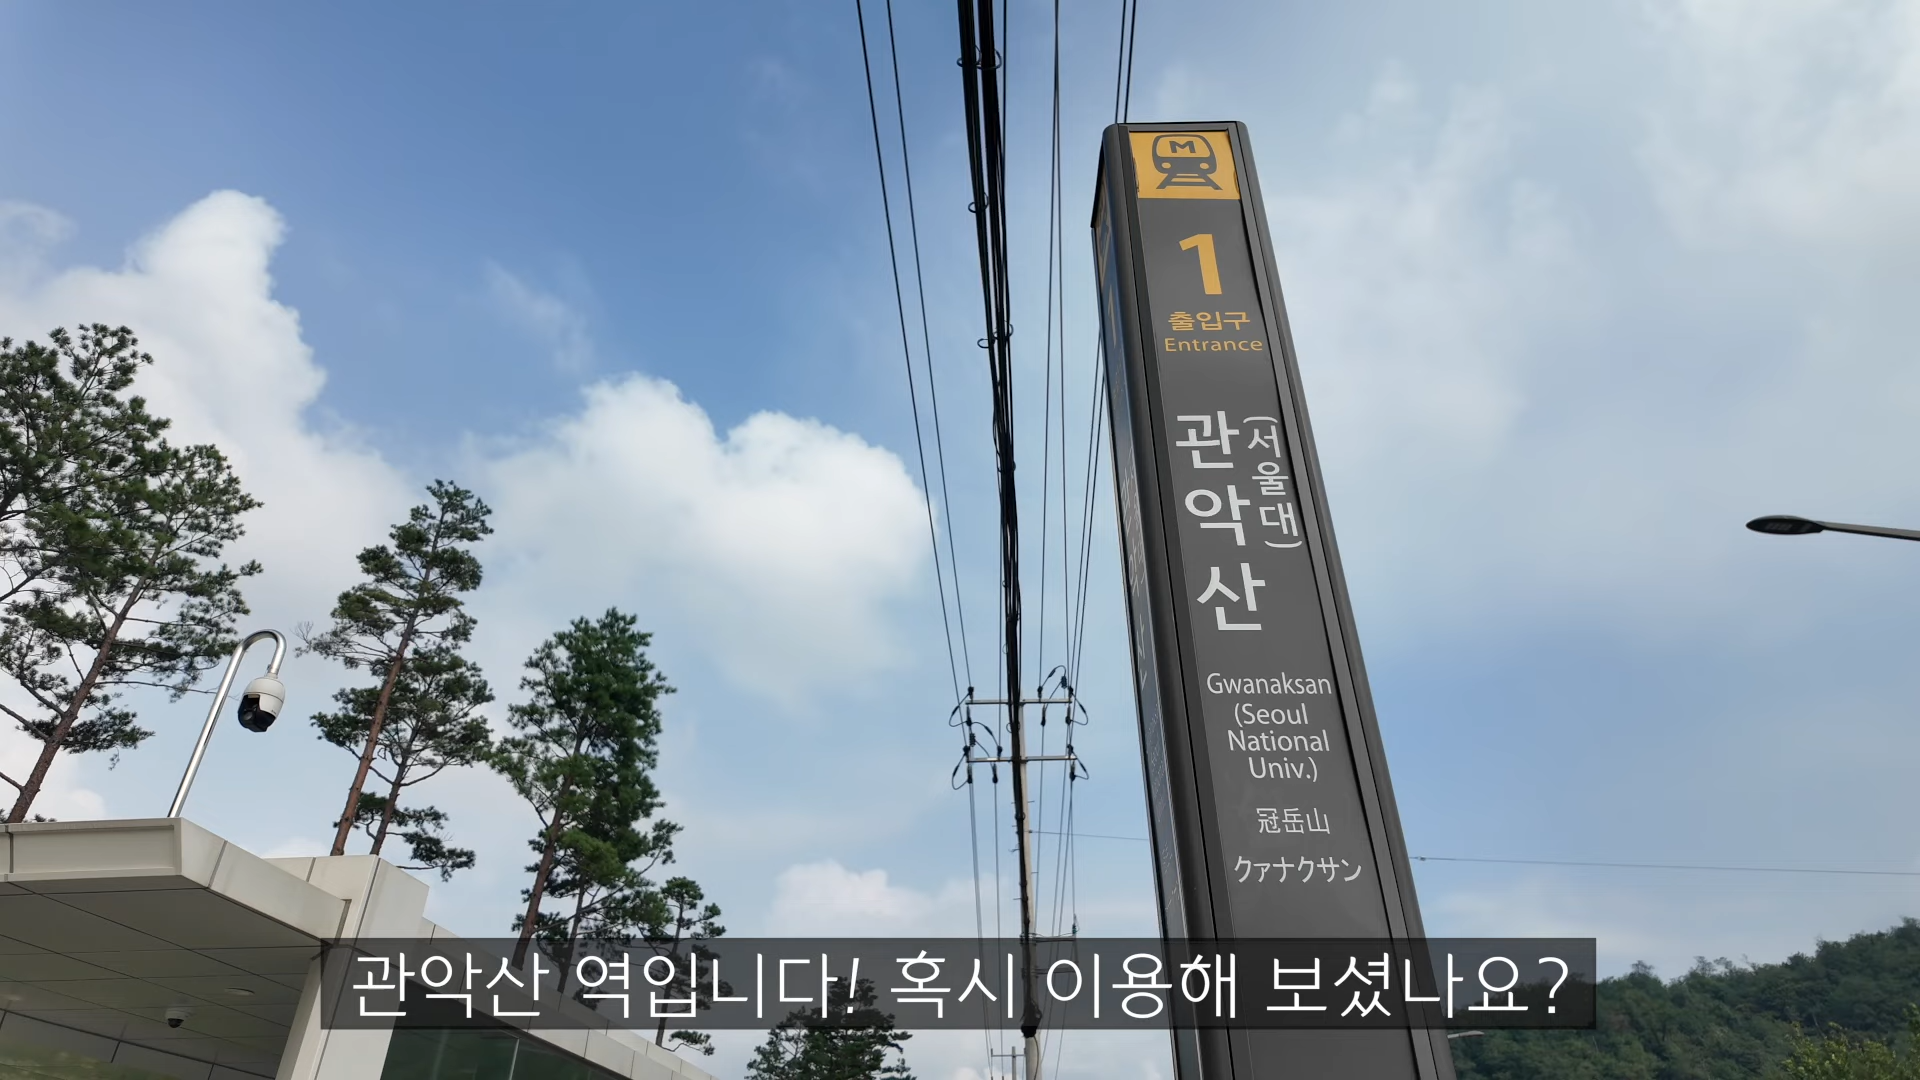 M
1
출입구
Entrance
관악산
(서울대)
Gwanaksan
(Seoul
National
Univ.)
冠岳山
クァナクサン
관악산 역입니다! 혹시 이용해 보셨나요?